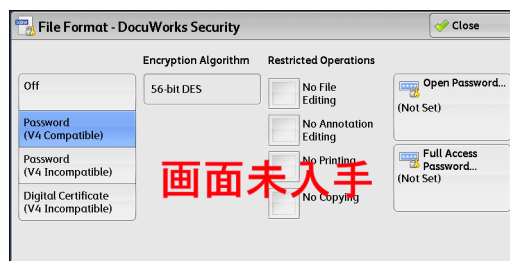 File Format - DocuWorks Security
Close
Encryption Algorithm
Restricted Operations
Off
56-bit DES
No File
Editing
Open Password...
(Not Set)
Password
(V4 Compatible)
No Annotation
Editing
Password
(V4 Incompatible)
No Printing
Full Access
Password...
(Not Set)
画面未入手
Digital Certificate
(V4 Incompatible)
No Copying